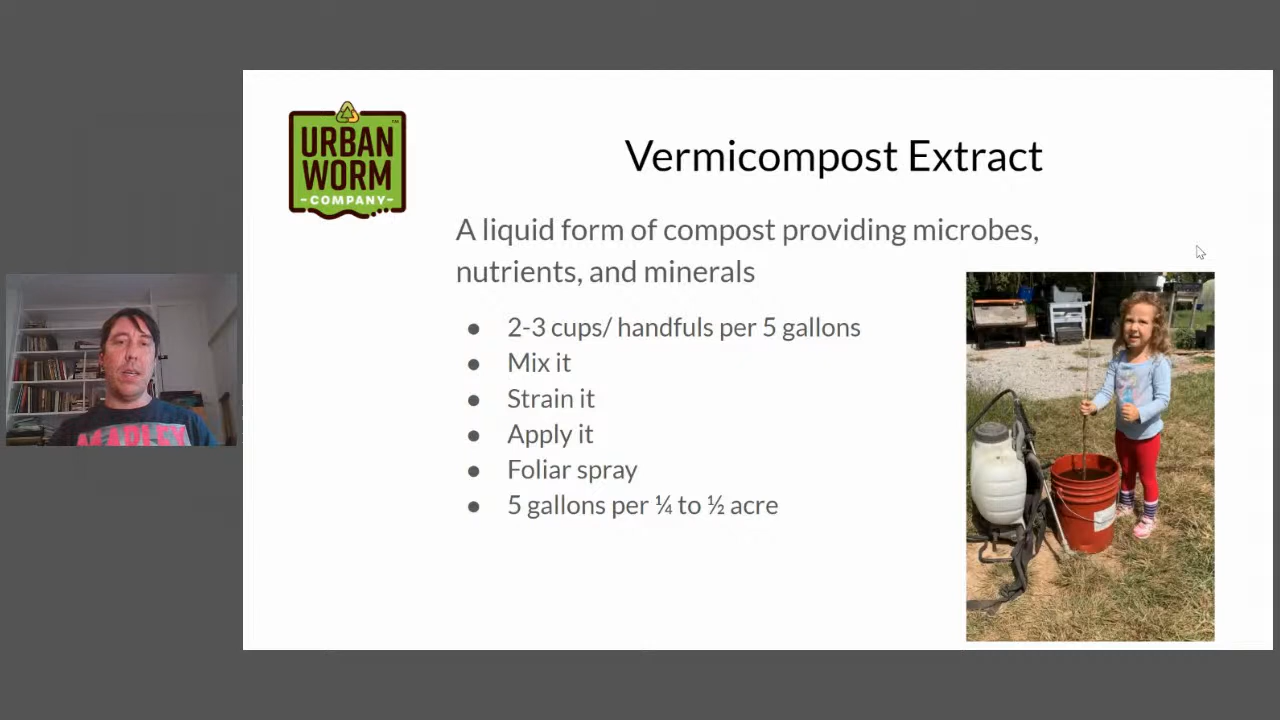 URBAN
WORM
COMPANY
TM
Vermicompost Extract
A liquid form of compost providing microbes,
nutrients, and minerals
● 2-3 cups/ handfuls per 5 gallons
● Mix it
● Strain it
● Apply it
● Foliar spray
● 5 gallons per ¼ to ½ acre
MARLEY